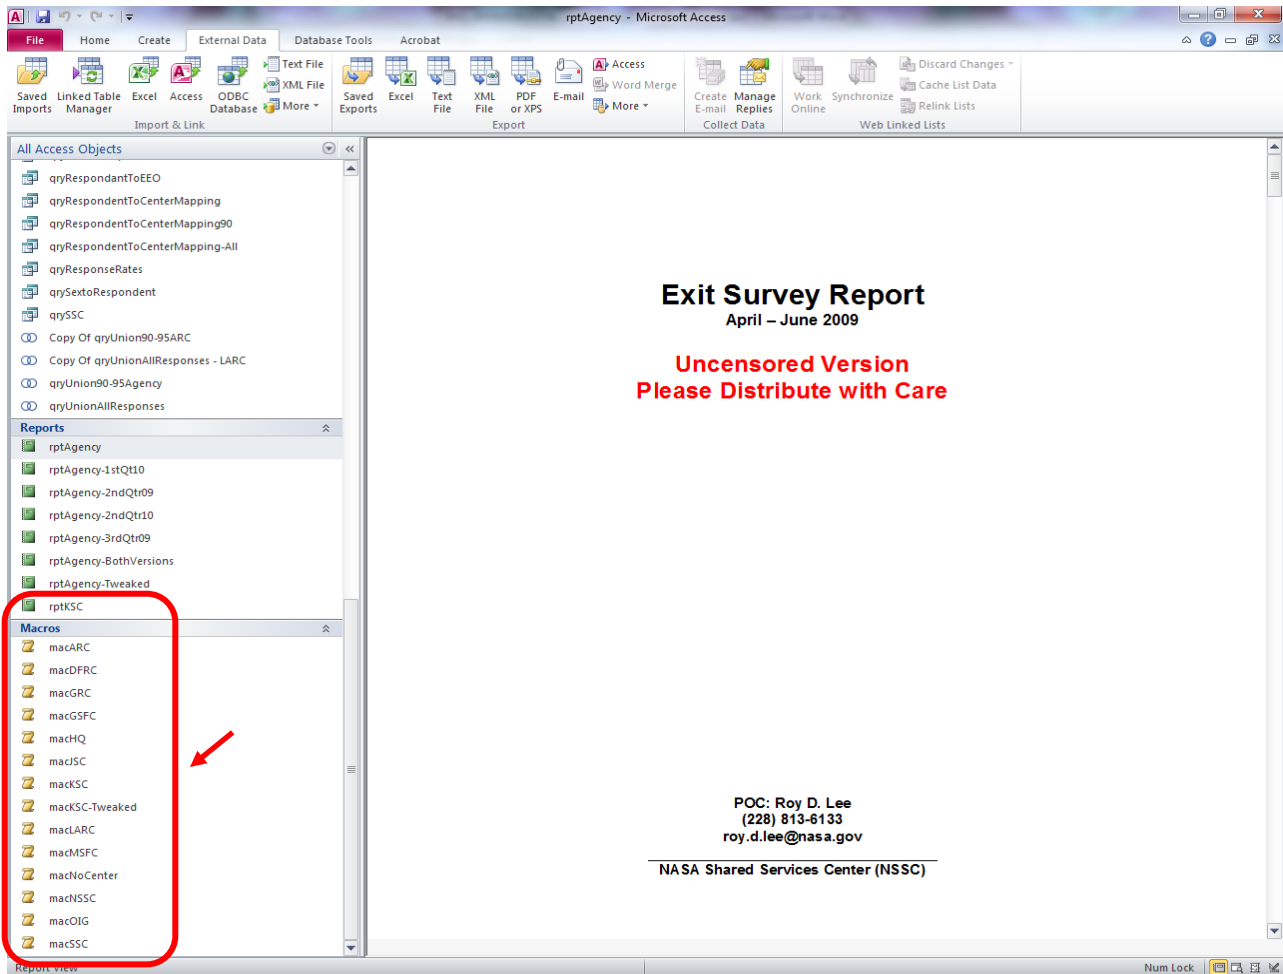 rptAgency - Microsoft Access
File Home Create External Data Database Tools Acrobat
Saved Imports
Linked Table Manager
Excel
Access
ODBC Database
Text File
XML File
More
Import & Link
Saved Exports
Excel
Text File
XML File
PDF or XPS
E-mail
Access
Word Merge
More
Export
Create E-mail
Manage Replies
Collect Data
Work Online
Synchronize
Discard Changes
Cache List Data
Relink Lists
Web Linked Lists
All Access Objects
qryRespondantToEEO
qryRespondentToCenterMapping
qryRespondentToCenterMapping90
qryRespondentToCenterMapping-All
qryResponseRates
qrySextoRespondent
qrySSC
Copy Of qryUnion90-95ARC
Copy Of qryUnionAllResponses - LARC
qryUnion90-95Agency
qryUnionAllResponses
Reports
rptAgency
rptAgency-1stQt10
rptAgency-2ndQtr09
rptAgency-2ndQtr10
rptAgency-3rdQtr09
rptAgency-BothVersions
rptAgency-Tweaked
rptKSC
Macros
macARC
macDFRC
macGRC
macGSFC
macHQ
macJSC
macKSC
macKSC-Tweaked
macLARC
macMSFC
macNoCenter
macNSSC
macOIG
macSSC
Exit Survey Report
April – June 2009
Uncensored Version
Please Distribute with Care
POC: Roy D. Lee
(228) 813-6133
roy.d.lee@nasa.gov
NASA Shared Services Center (NSSC)
Report View
Num Lock